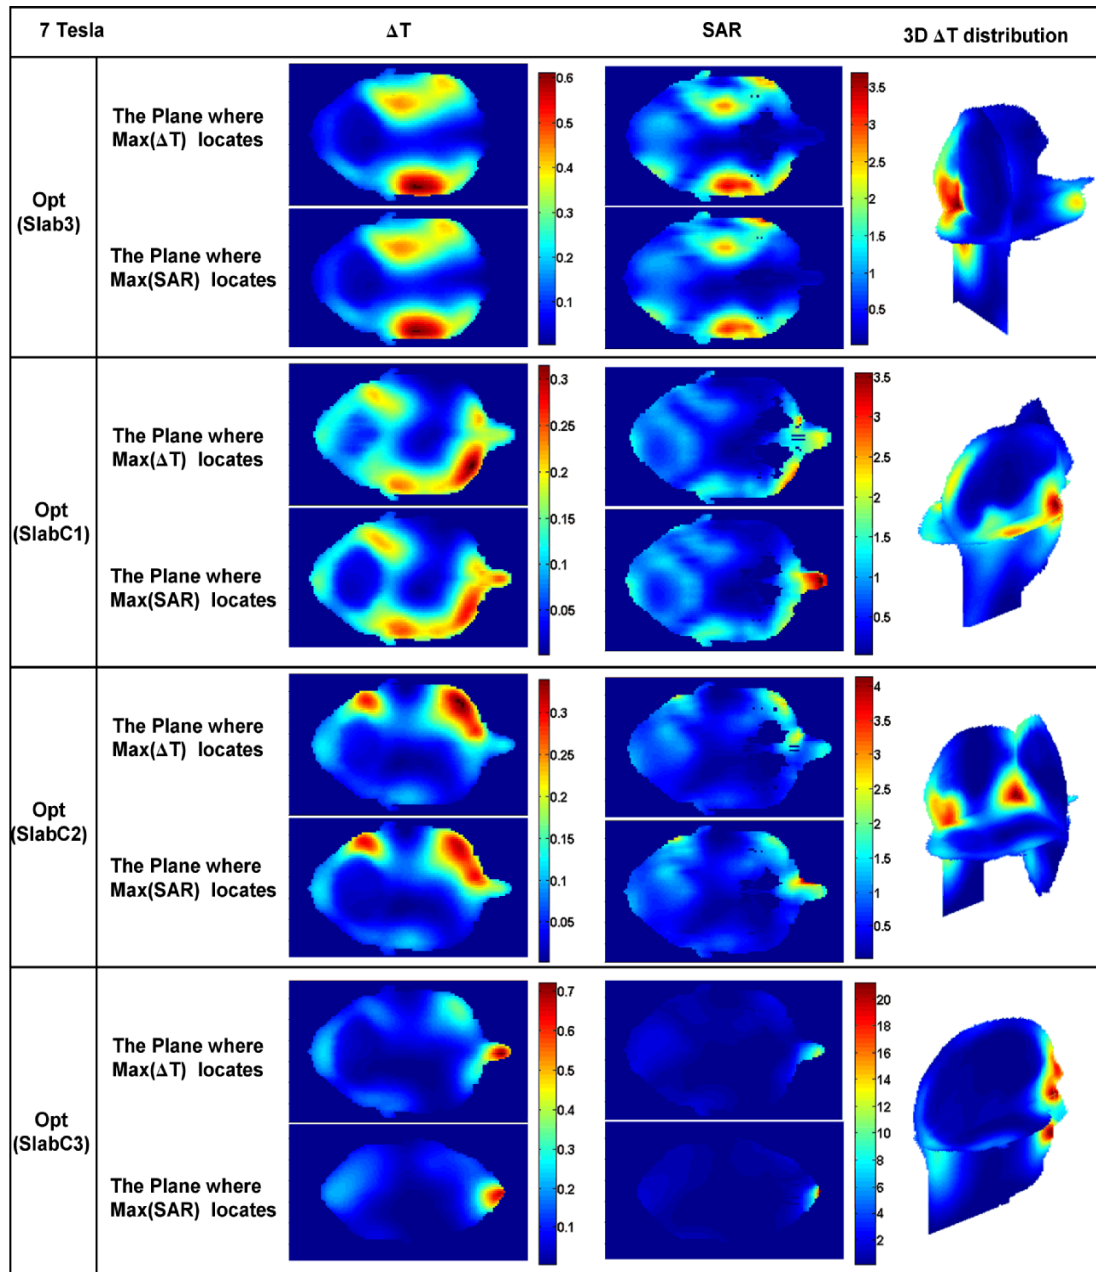 7 Tesla
ΔT
SAR
3D ΔT distribution
Opt
(Slab3)
The Plane where
Max(ΔT) locates
The Plane where
Max(SAR) locates
0.6
0.5
0.4
0.3
0.2
0.1
3.5
3
2.5
2
1.5
1
0.5
Opt
(SlabC1)
The Plane where
Max(ΔT) locates
The Plane where
Max(SAR) locates
0.3
0.25
0.2
0.15
0.1
0.05
3.5
3
2.5
2
1.5
1
0.5
Opt
(SlabC2)
The Plane where
Max(ΔT) locates
The Plane where
Max(SAR) locates
0.3
0.25
0.2
0.15
0.1
0.05
4
3.5
3
2.5
2
1.5
1
0.5
Opt
(SlabC3)
The Plane where
Max(ΔT) locates
The Plane where
Max(SAR) locates
0.7
0.6
0.5
0.4
0.3
0.2
0.1
20
18
16
14
12
10
8
6
4
2